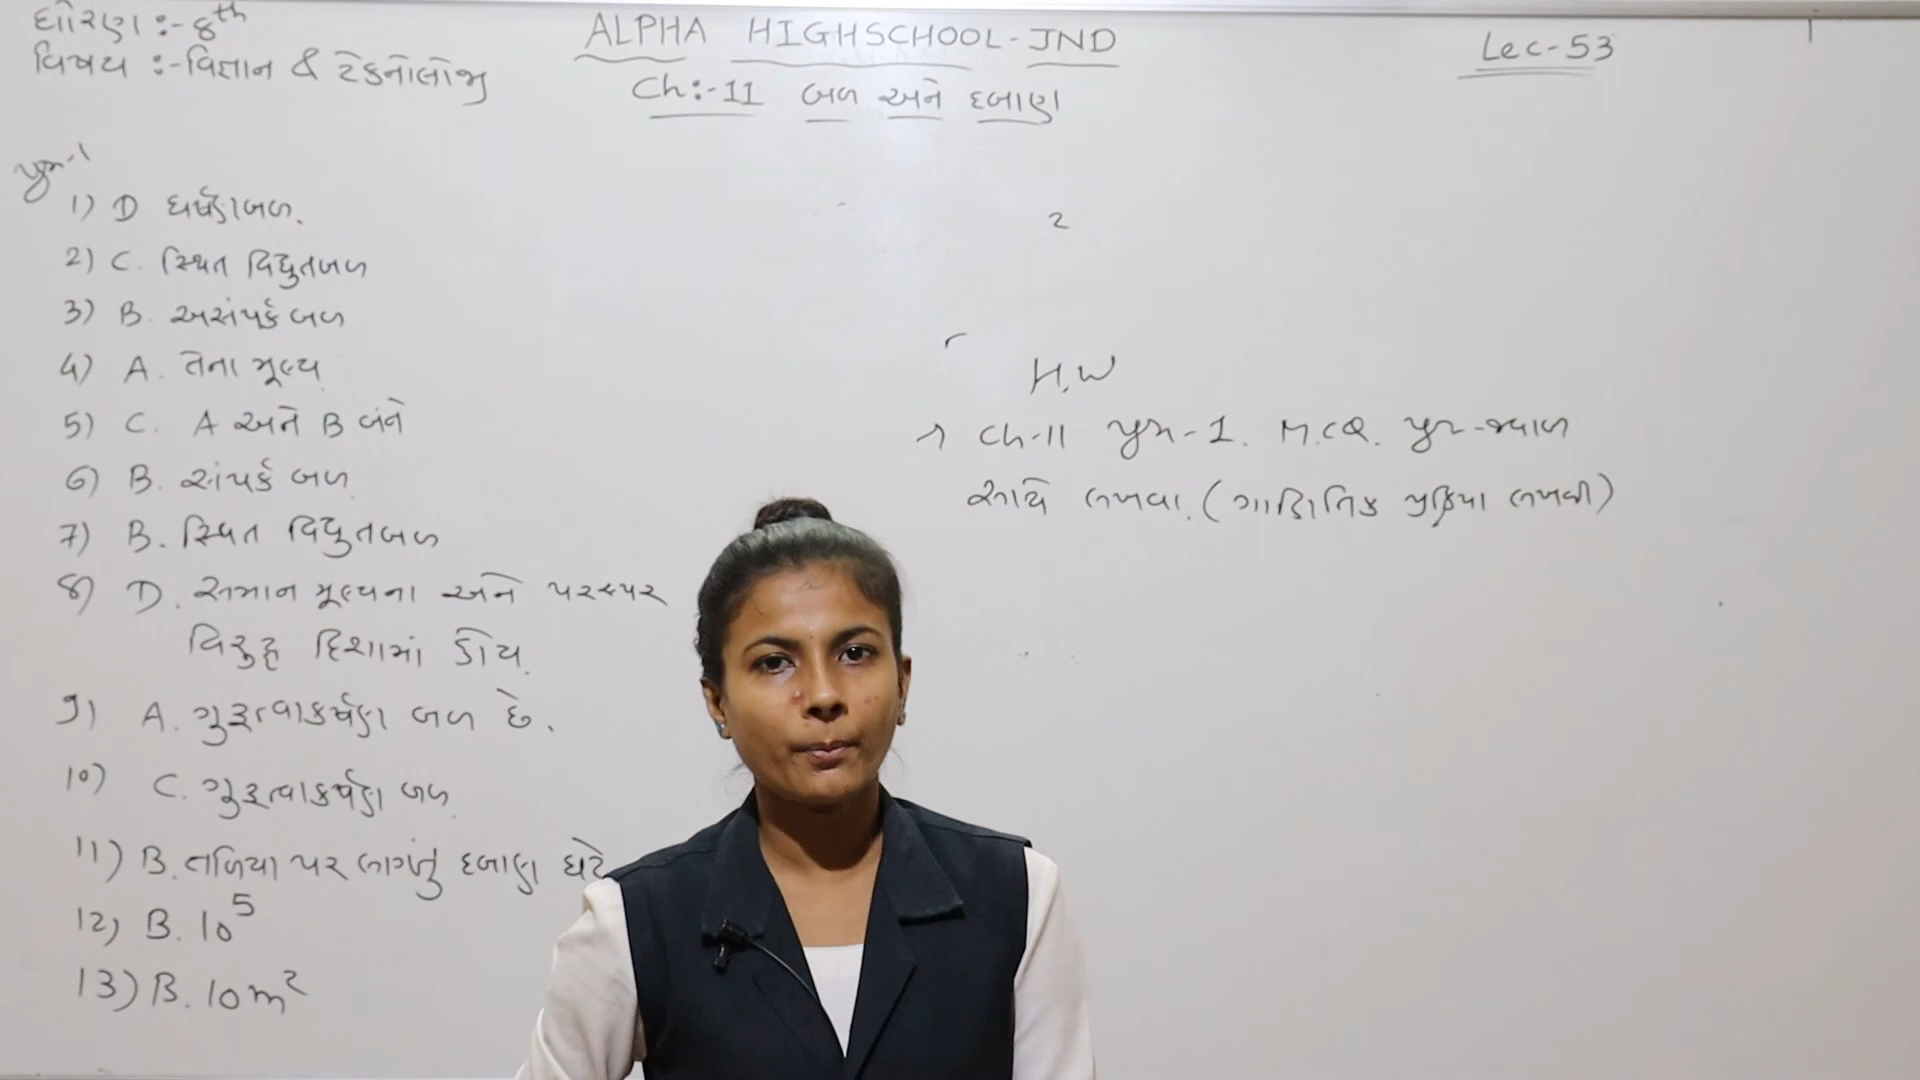 ધોરણ :- 8th
વિષય :- વિજ્ઞાન & ટેકનોલોજી
ALPHA HIGHSCHOOL-JND
Ch:-11 બળ અને દબાણ
Lec-53
પ્રશ્ન-1
1) D ઘર્ષણબળ.
2) C. સ્થિત વિદ્યુતબળ
3) B. અસંપર્ક બળ
4) A. તેના મૂલ્ય
5) C. A અને B બંને
6) B. સંપર્ક બળ
7) B. સ્થિત વિદ્યુતબળ
8) D. સમાન મૂલ્યના અને પરસ્પર
વિરુદ્ધ દિશામાં હોય.
9) A. ગુરુત્વાકર્ષણ બળ છે.
10) C. ગુરુત્વાકર્ષણ બળ
11) B. તળિયા પર લાગતું દબાણ ઘટે
12) B. 10^5
13) B. 10 m²
2
H.W
→ Ch-11 પ્રશ્ન-1. M.C.Q. પ્રશ્ન-જવાબ
સાથે લખવા. (ગાણિતિક પ્રક્રિયા લખવી)